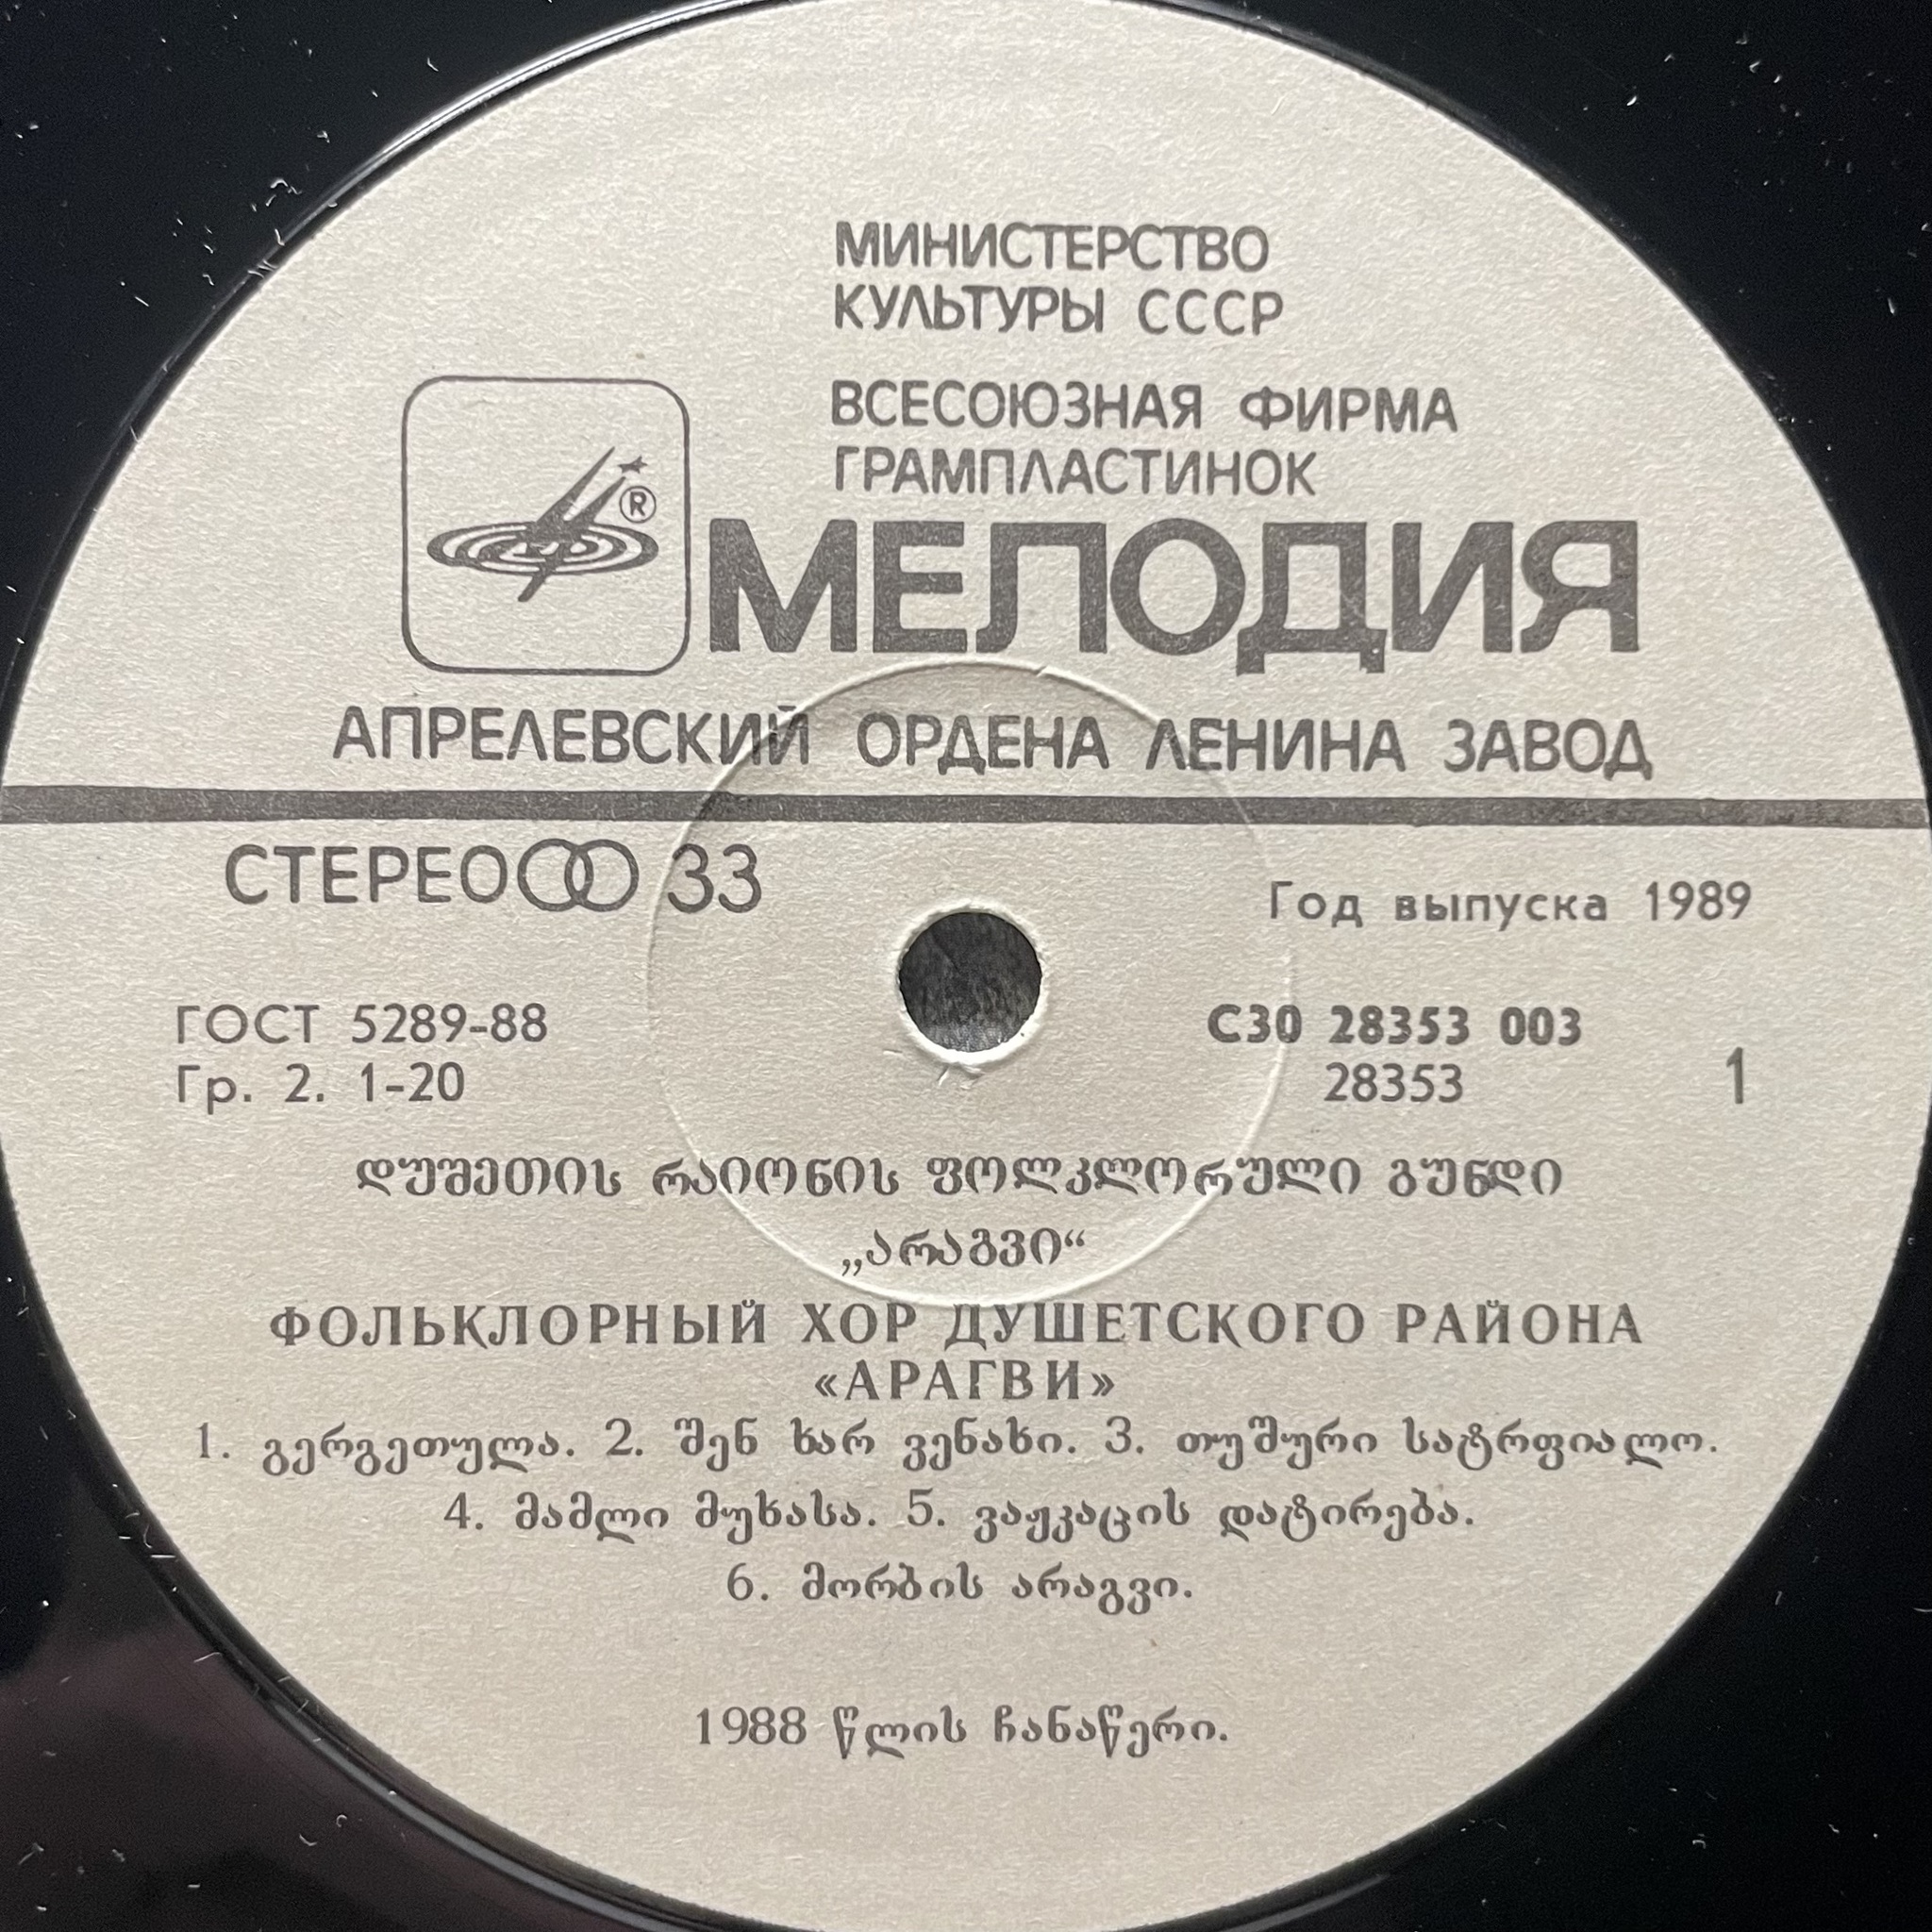 МИНИСТЕРСТВО
КУЛЬТУРЫ СССР
ВСЕСОЮЗНАЯ ФИРМА
ГРАМПЛАСТИНОК
®
МЕЛОДИЯ
АПРЕЛЕВСКИЙ ОРДЕНА ЛЕНИНА ЗАВОД
СТЕРЕО 33
Год выпуска 1989
ГОСТ 5289-88
Гр. 2. 1-20
С30 28353 003
28353
1
დუშეთის რაიონის ფოლკლორული გუნდი
„არაგვი“
ФОЛЬКЛОРНЫЙ ХОР ДУШЕТСКОГО РАЙОНА
«АРАГВИ»
1. გერგეთულა. 2. შენ ხარ ვენახი. 3. თუშური სატრფიალო.
4. მამლი მუხასა. 5. ვაჟკაცის დატირება.
6. მორბის არაგვი.
1988 წლის ჩანაწერი.